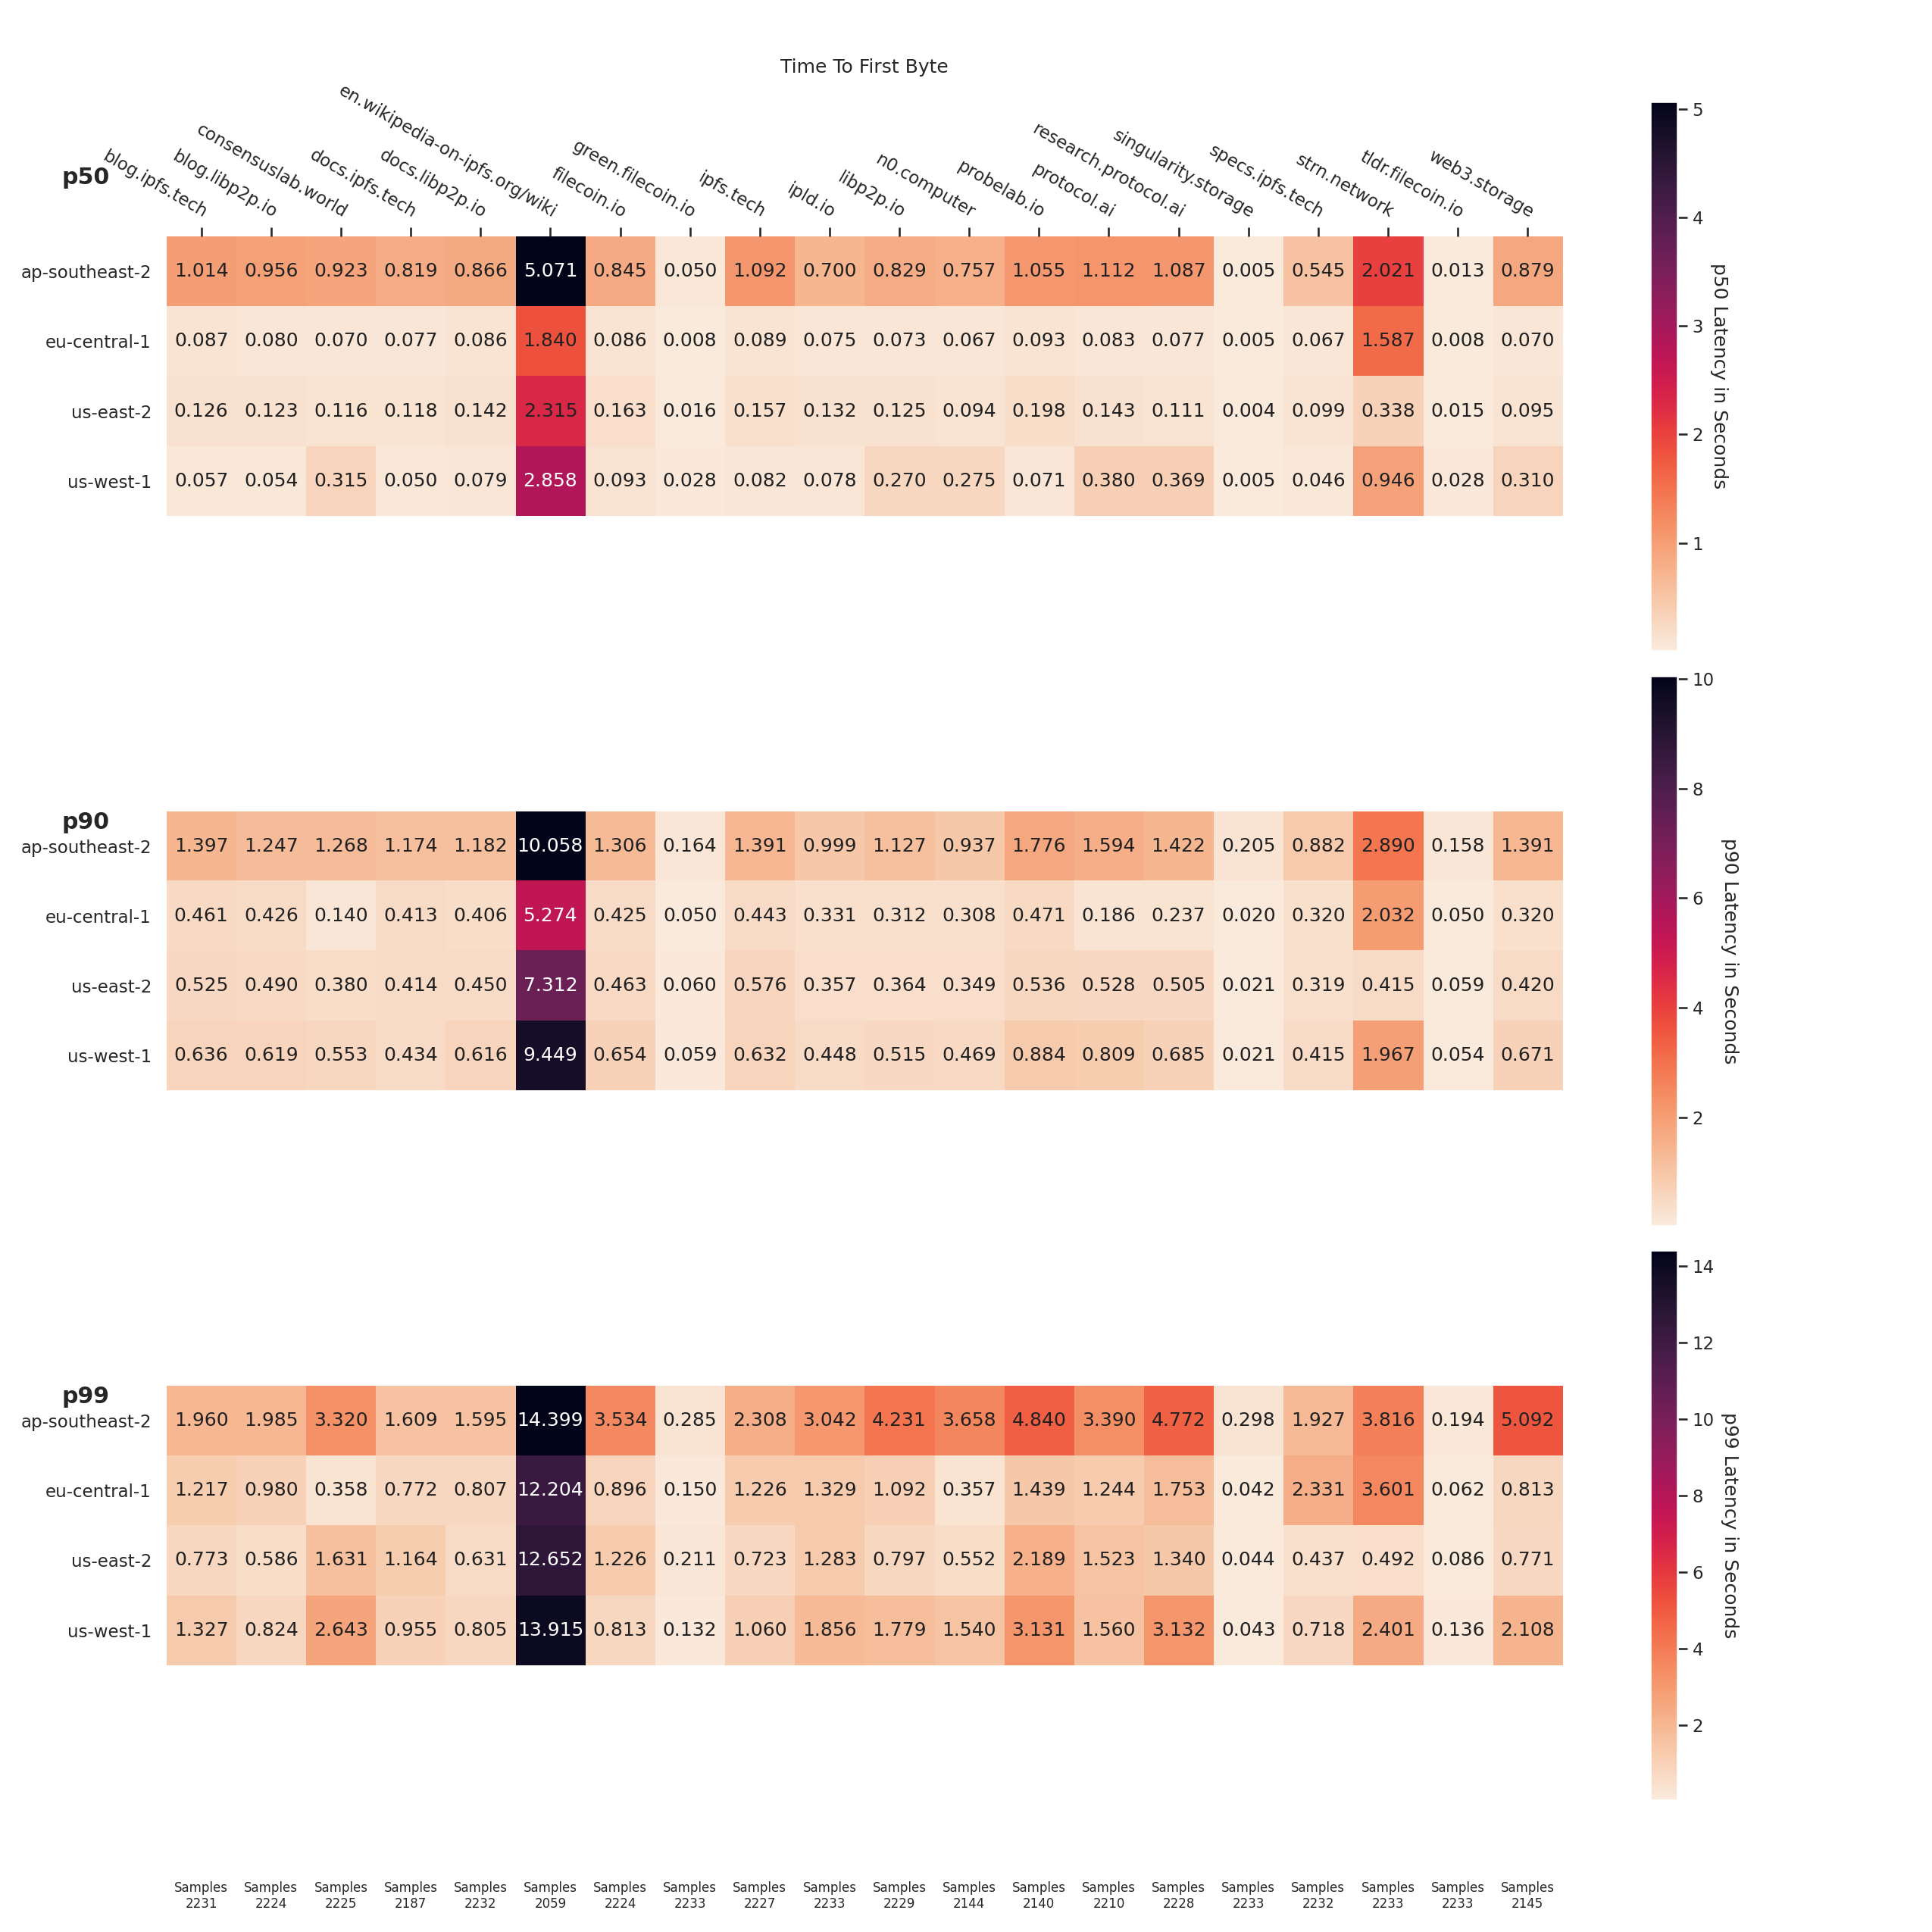 Time To First Byte
p50
blog.ipfs.tech
blog.libp2p.io
consensuslab.world
docs.ipfs.tech
docs.libp2p.io
en.wikipedia-on-ipfs.org/wiki
filecoin.io
green.filecoin.io
ipfs.tech
ipld.io
libp2p.io
n0.computer
probelab.io
protocol.ai
research.protocol.ai
singularity.storage
specs.ipfs.tech
strn.network
tldr.filecoin.io
web3.storage
ap-southeast-2 1.014 0.956 0.923 0.819 0.866 5.071 0.845 0.050 1.092 0.700 0.829 0.757 1.055 1.112 1.087 0.005 0.545 2.021 0.013 0.879
eu-central-1 0.087 0.080 0.070 0.077 0.086 1.840 0.086 0.008 0.089 0.075 0.073 0.067 0.093 0.083 0.077 0.005 0.067 1.587 0.008 0.070
us-east-2 0.126 0.123 0.116 0.118 0.142 2.315 0.163 0.016 0.157 0.132 0.125 0.094 0.198 0.143 0.111 0.004 0.099 0.338 0.015 0.095
us-west-1 0.057 0.054 0.315 0.050 0.079 2.858 0.093 0.028 0.082 0.078 0.270 0.275 0.071 0.380 0.369 0.005 0.046 0.946 0.028 0.310
5
4
3
2
1
p50 Latency in Seconds
p90
ap-southeast-2 1.397 1.247 1.268 1.174 1.182 10.058 1.306 0.164 1.391 0.999 1.127 0.937 1.776 1.594 1.422 0.205 0.882 2.890 0.158 1.391
eu-central-1 0.461 0.426 0.140 0.413 0.406 5.274 0.425 0.050 0.443 0.331 0.312 0.308 0.471 0.186 0.237 0.020 0.320 2.032 0.050 0.320
us-east-2 0.525 0.490 0.380 0.414 0.450 7.312 0.463 0.060 0.576 0.357 0.364 0.349 0.536 0.528 0.505 0.021 0.319 0.415 0.059 0.420
us-west-1 0.636 0.619 0.553 0.434 0.616 9.449 0.654 0.059 0.632 0.448 0.515 0.469 0.884 0.809 0.685 0.021 0.415 1.967 0.054 0.671
10
8
6
4
2
p90 Latency in Seconds
p99
ap-southeast-2 1.960 1.985 3.320 1.609 1.595 14.399 3.534 0.285 2.308 3.042 4.231 3.658 4.840 3.390 4.772 0.298 1.927 3.816 0.194 5.092
eu-central-1 1.217 0.980 0.358 0.772 0.807 12.204 0.896 0.150 1.226 1.329 1.092 0.357 1.439 1.244 1.753 0.042 2.331 3.601 0.062 0.813
us-east-2 0.773 0.586 1.631 1.164 0.631 12.652 1.226 0.211 0.723 1.283 0.797 0.552 2.189 1.523 1.340 0.044 0.437 0.492 0.086 0.771
us-west-1 1.327 0.824 2.643 0.955 0.805 13.915 0.813 0.132 1.060 1.856 1.779 1.540 3.131 1.560 3.132 0.043 0.718 2.401 0.136 2.108
14
12
10
8
6
4
2
p99 Latency in Seconds
Samples Samples Samples Samples Samples Samples Samples Samples Samples Samples Samples Samples Samples Samples Samples Samples Samples Samples Samples Samples
2231 2224 2225 2187 2232 2059 2224 2233 2227 2233 2229 2144 2140 2210 2228 2233 2232 2233 2233 2145